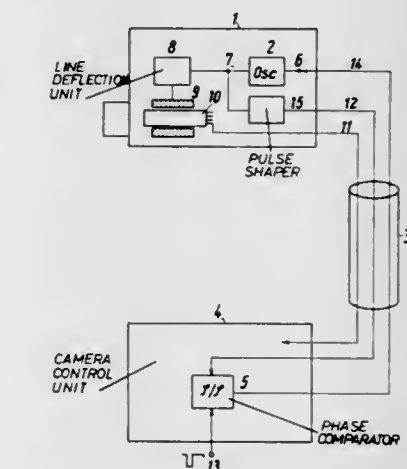 1
8
2
LINE
DEFLECTION
UNIT
7
Osc
6
14
9
10
15
12
11
PULSE
SHAPER
3
4
CAMERA
CONTROL
UNIT
5
PHASE
COMPARATOR
13